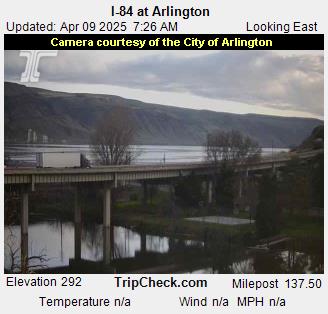 I-84 at Arlington
Updated: Apr 09 2025 7:26 AM Looking East
Camera courtesy of the City of Arlington
Elevation 292 TripCheck.com Milepost 137.50
Temperature n/a Wind n/a MPH n/a